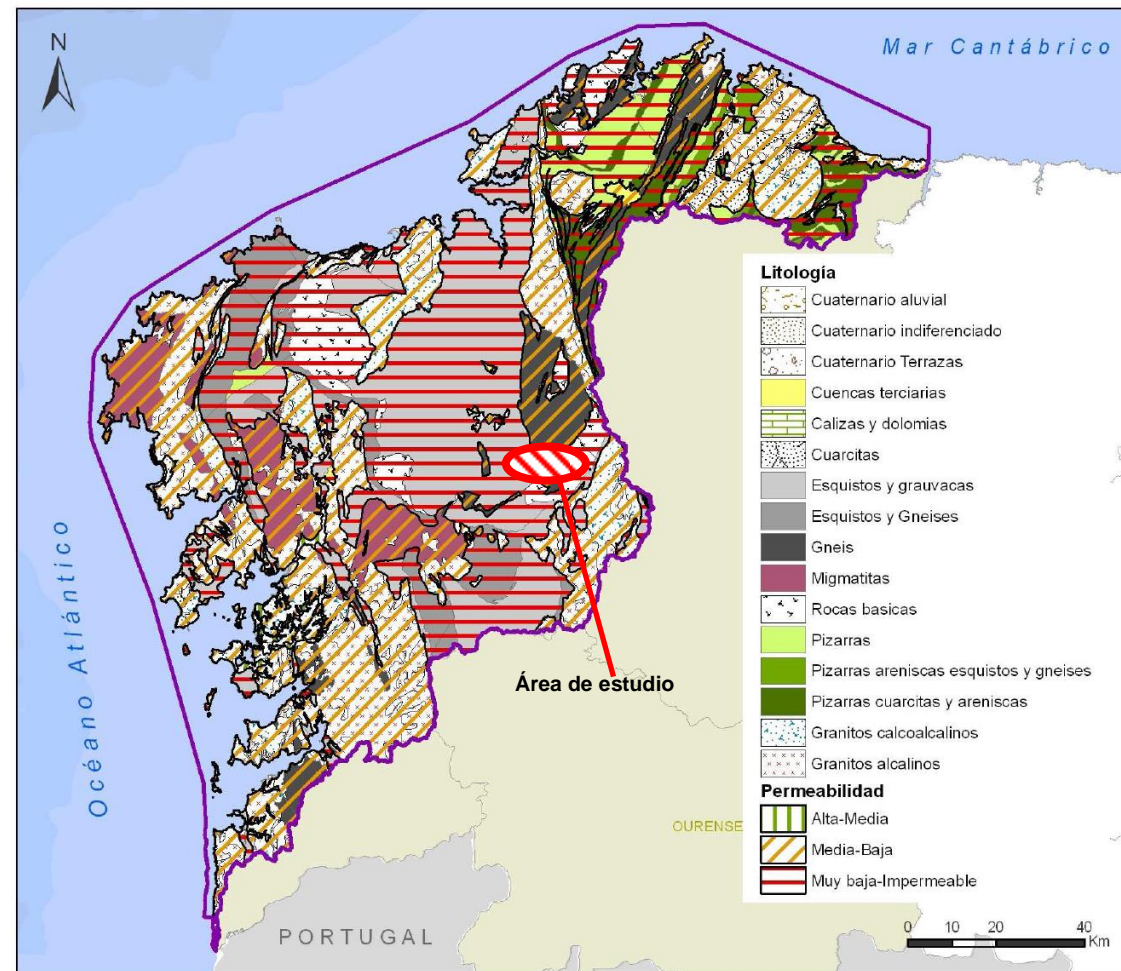 N
Mar Cantábrico
Océano Atlántico
Litología
Cuaternario aluvial
Cuaternario indiferenciado
Cuaternario Terrazas
Cuencas terciarias
Calizas y dolomias
Cuarcitas
Esquistos y grauvacas
Esquistos y Gneises
Gneis
Migmatitas
Rocas basicas
Pizarras
Pizarras areniscas esquistos y gneises
Pizarras cuarcitas y areniscas
Granitos calcoalcalinos
Granitos alcalinos
Permeabilidad
Alta-Media
Media-Baja
Muy baja-Impermeable
Área de estudio
OURENSE
PORTUGAL
0 10 20 40
Km